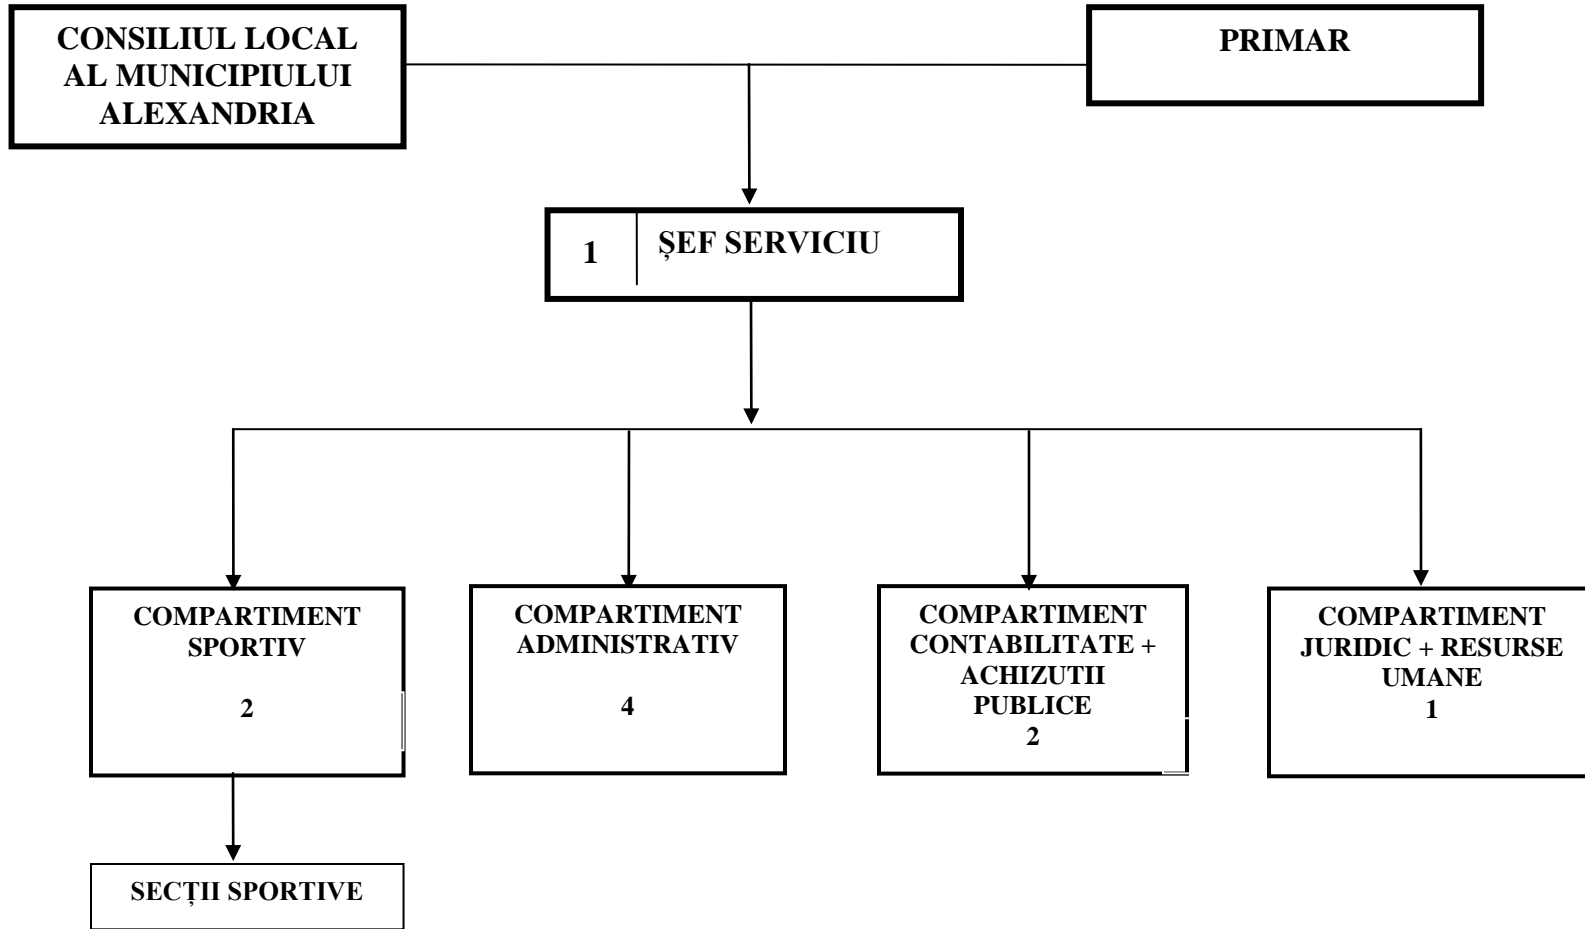 CONSILIUL LOCAL
AL MUNICIPIULUI
ALEXANDRIA
PRIMAR
1 ȘEF SERVICIU
COMPARTIMENT
SPORTIV
2
COMPARTIMENT
ADMINISTRATIV
4
COMPARTIMENT
CONTABILITATE +
ACHIZUTII
PUBLICE
2
COMPARTIMENT
JURIDIC + RESURSE
UMANE
1
SECȚII SPORTIVE